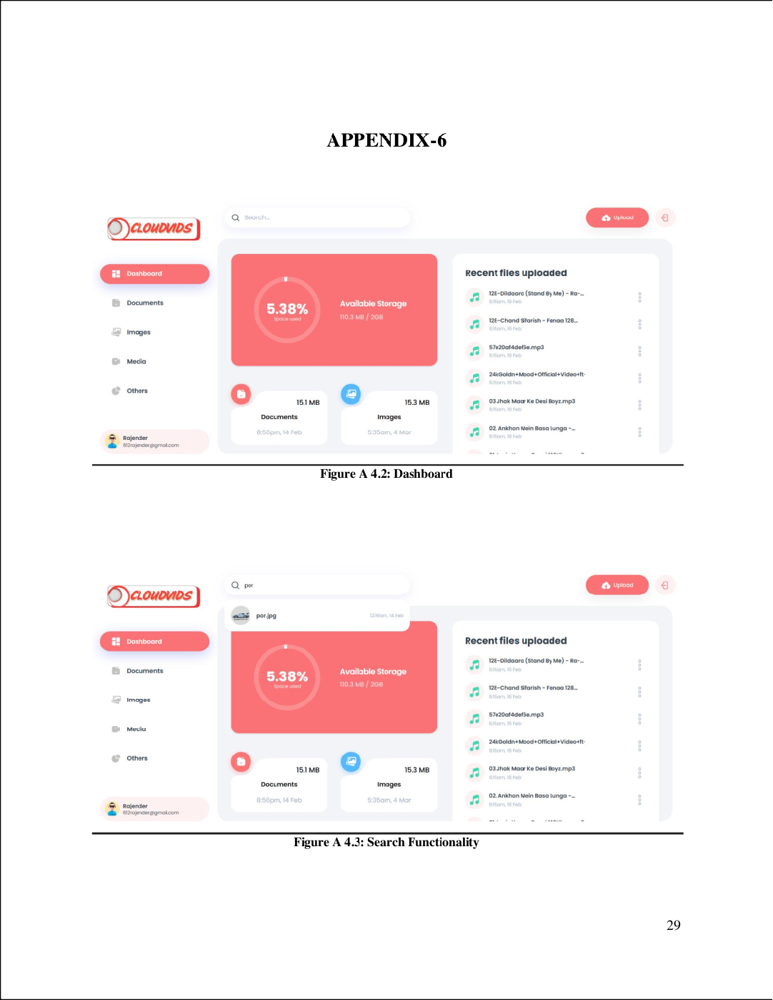 APPENDIX-6
CLOUDVIDS
Search...
Upload
Dashboard
Documents
Images
Media
Others
Rajender
612rajender@gmail.com
5.38%
Space used
Available Storage
110.3 MB / 2GB
15.1 MB
Documents
8:56pm, 14 Feb
15.3 MB
Images
5:35am, 4 Mar
Recent files uploaded
128-Dildaara (Stand By Me) - Ra-...
6:11am, 16 Feb
128-Chand Sifarish - Fanaa 128...
6:11am, 16 Feb
57e20af4def5e.mp3
6:11am, 16 Feb
24kGoldn+Mood+Official+Video+ft-
6:11am, 16 Feb
03 Jhak Maar Ke Desi Boyz.mp3
6:11am, 16 Feb
02. Ankhon Mein Basa Lunga -...
6:11am, 16 Feb
Figure A 4.2: Dashboard
CLOUDVIDS
por
Upload
por.jpg
12:16am, 14 Feb
Dashboard
Documents
Images
Media
Others
Rajender
612rajender@gmail.com
5.38%
Space used
Available Storage
110.3 MB / 2GB
15.1 MB
Documents
8:56pm, 14 Feb
15.3 MB
Images
5:35am, 4 Mar
Recent files uploaded
128-Dildaara (Stand By Me) - Ra-...
6:11am, 16 Feb
128-Chand Sifarish - Fanaa 128...
6:11am, 16 Feb
57e20af4def5e.mp3
6:11am, 16 Feb
24kGoldn+Mood+Official+Video+ft-
6:11am, 16 Feb
03 Jhak Maar Ke Desi Boyz.mp3
6:11am, 16 Feb
02. Ankhon Mein Basa Lunga -...
6:11am, 16 Feb
Figure A 4.3: Search Functionality
29